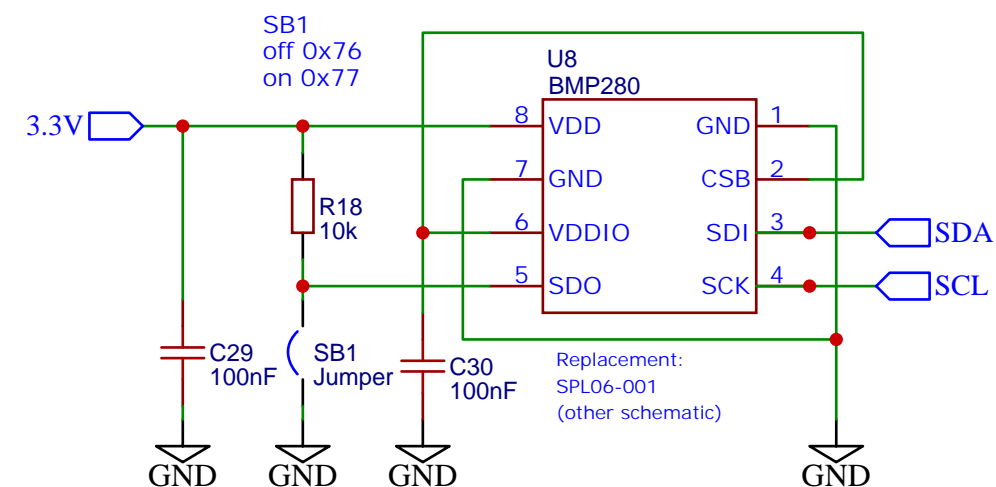 SB1
off 0x76
on 0x77
U8
BMP280
3.3V
8 VDD GND 1
7 GND CSB 2
6 VDDIO SDI 3 SDA
5 SDO SCK 4 SCL
R18
10k
C29
100nF
SB1
Jumper
C30
100nF
Replacement:
SPL06-001
(other schematic)
GND GND GND GND